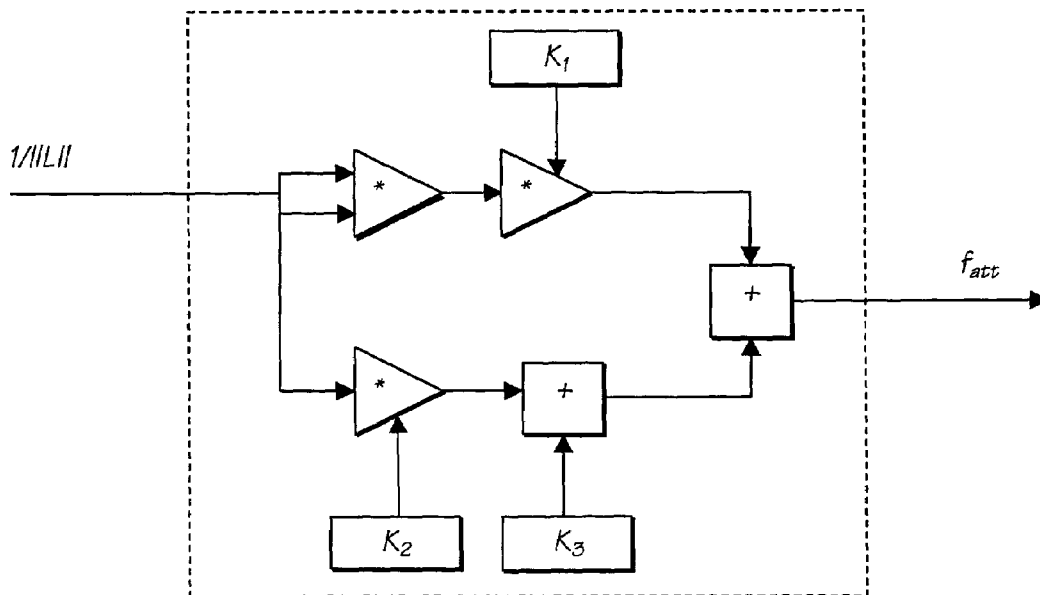 K₁
1/||L||
*
*
+
f_att
*
+
K₂
K₃